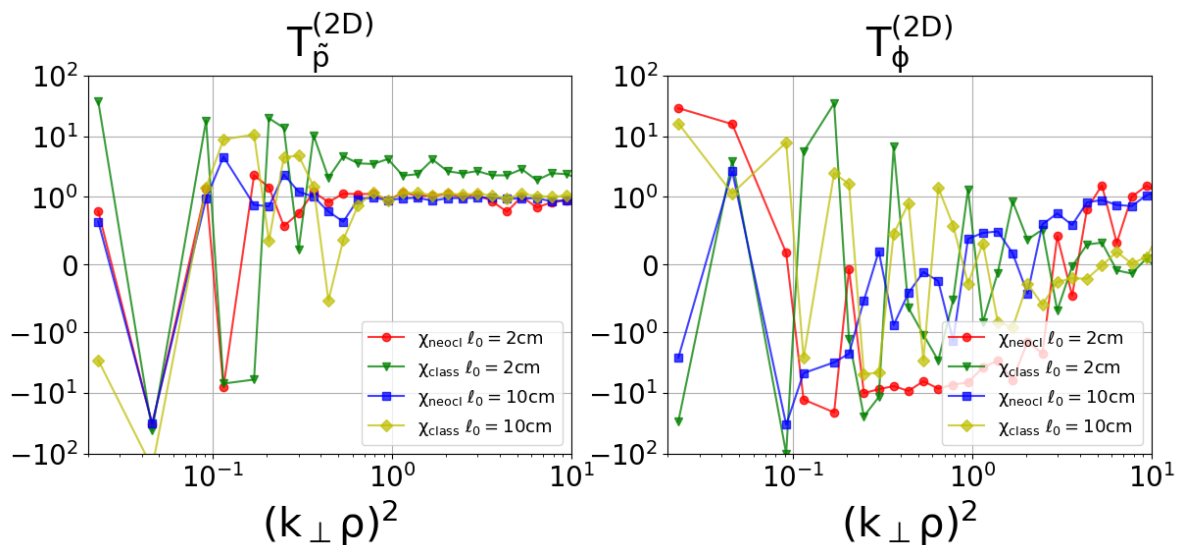 T_p̃^(2D)
10^2
10^1
10^0
0
−10^0
−10^1
−10^2
10^−1
10^0
10^1
(k_⊥ρ)^2
χ_neocl ℓ_0 = 2cm
χ_class ℓ_0 = 2cm
χ_neocl ℓ_0 = 10cm
χ_class ℓ_0 = 10cm
T_ϕ^(2D)
10^2
10^1
10^0
0
−10^0
−10^1
−10^2
10^−1
10^0
10^1
(k_⊥ρ)^2
χ_neocl ℓ_0 = 2cm
χ_class ℓ_0 = 2cm
χ_neocl ℓ_0 = 10cm
χ_class ℓ_0 = 10cm